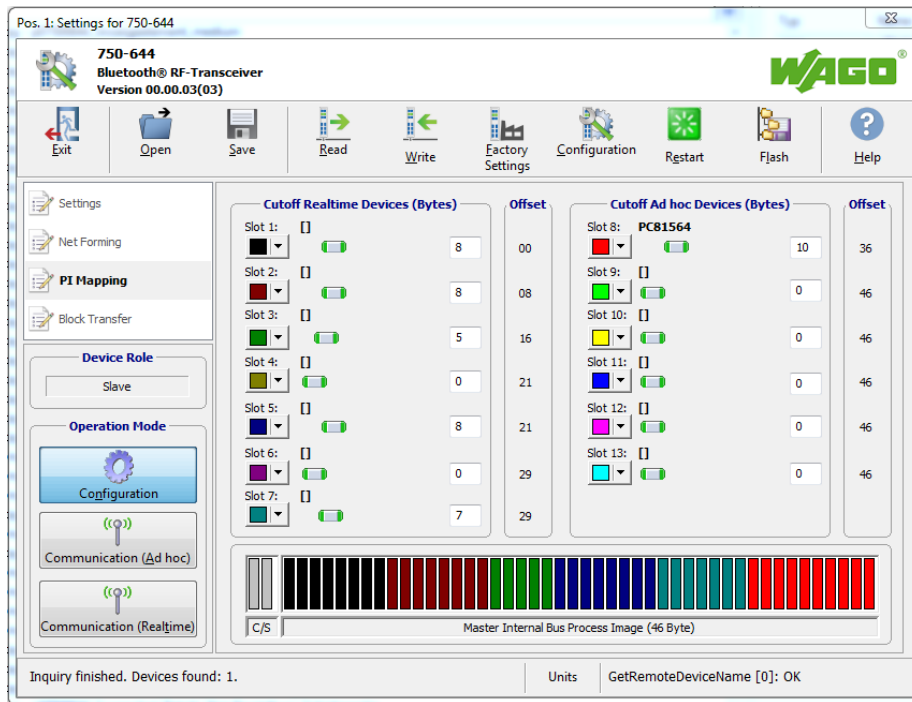 Pos. 1: Settings for 750-644
750-644
Bluetooth® RF-Transceiver
Version 00.00.03(03)
WAGO®
Exit
Open
Save
Read
Write
Factory
Settings
Configuration
Restart
Flash
Help
Settings
Net Forming
PI Mapping
Block Transfer
Device Role
Slave
Operation Mode
Configuration
Communication (Ad hoc)
Communication (Realtime)
Cutoff Realtime Devices (Bytes)
Offset
Slot 1: []
8 00
Slot 2: []
8 08
Slot 3: []
5 16
Slot 4: []
0 21
Slot 5: []
8 21
Slot 6: []
0 29
Slot 7: []
7 29
Cutoff Ad hoc Devices (Bytes)
Offset
Slot 8: PC81564
10 36
Slot 9: []
0 46
Slot 10: []
0 46
Slot 11: []
0 46
Slot 12: []
0 46
Slot 13: []
0 46
C/S
Master Internal Bus Process Image (46 Byte)
Inquiry finished. Devices found: 1.
Units
GetRemoteDeviceName [0]: OK